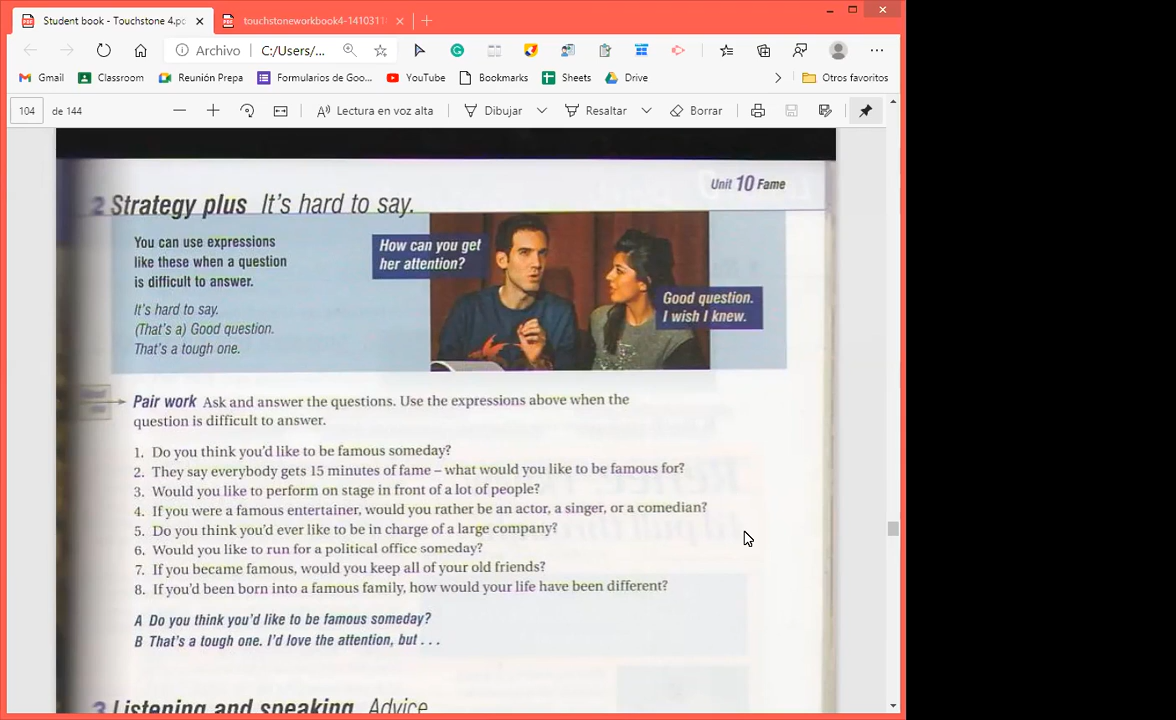 Student book - Touchstone 4.pc
touchstoneworkbook4-1410311
Archivo C:/Users/...
Gmail Classroom Reunión Prepa Formularios de Goo... YouTube Bookmarks Sheets Drive Otros favoritos
104 de 144 Lectura en voz alta Dibujar Resaltar Borrar
Unit 10 Fame
2 Strategy plus It's hard to say.
You can use expressions
like these when a question
is difficult to answer.
It's hard to say.
(That's a) Good question.
That's a tough one.
How can you get
her attention?
Good question.
I wish I knew.
Pair work Ask and answer the questions. Use the expressions above when the
question is difficult to answer.
1. Do you think you'd like to be famous someday?
2. They say everybody gets 15 minutes of fame – what would you like to be famous for?
3. Would you like to perform on stage in front of a lot of people?
4. If you were a famous entertainer, would you rather be an actor, a singer, or a comedian?
5. Do you think you'd ever like to be in charge of a large company?
6. Would you like to run for a political office someday?
7. If you became famous, would you keep all of your old friends?
8. If you'd been born into a famous family, how would your life have been different?
A Do you think you'd like to be famous someday?
B That's a tough one. I'd love the attention, but . . .
3 Listening and speaking Advice